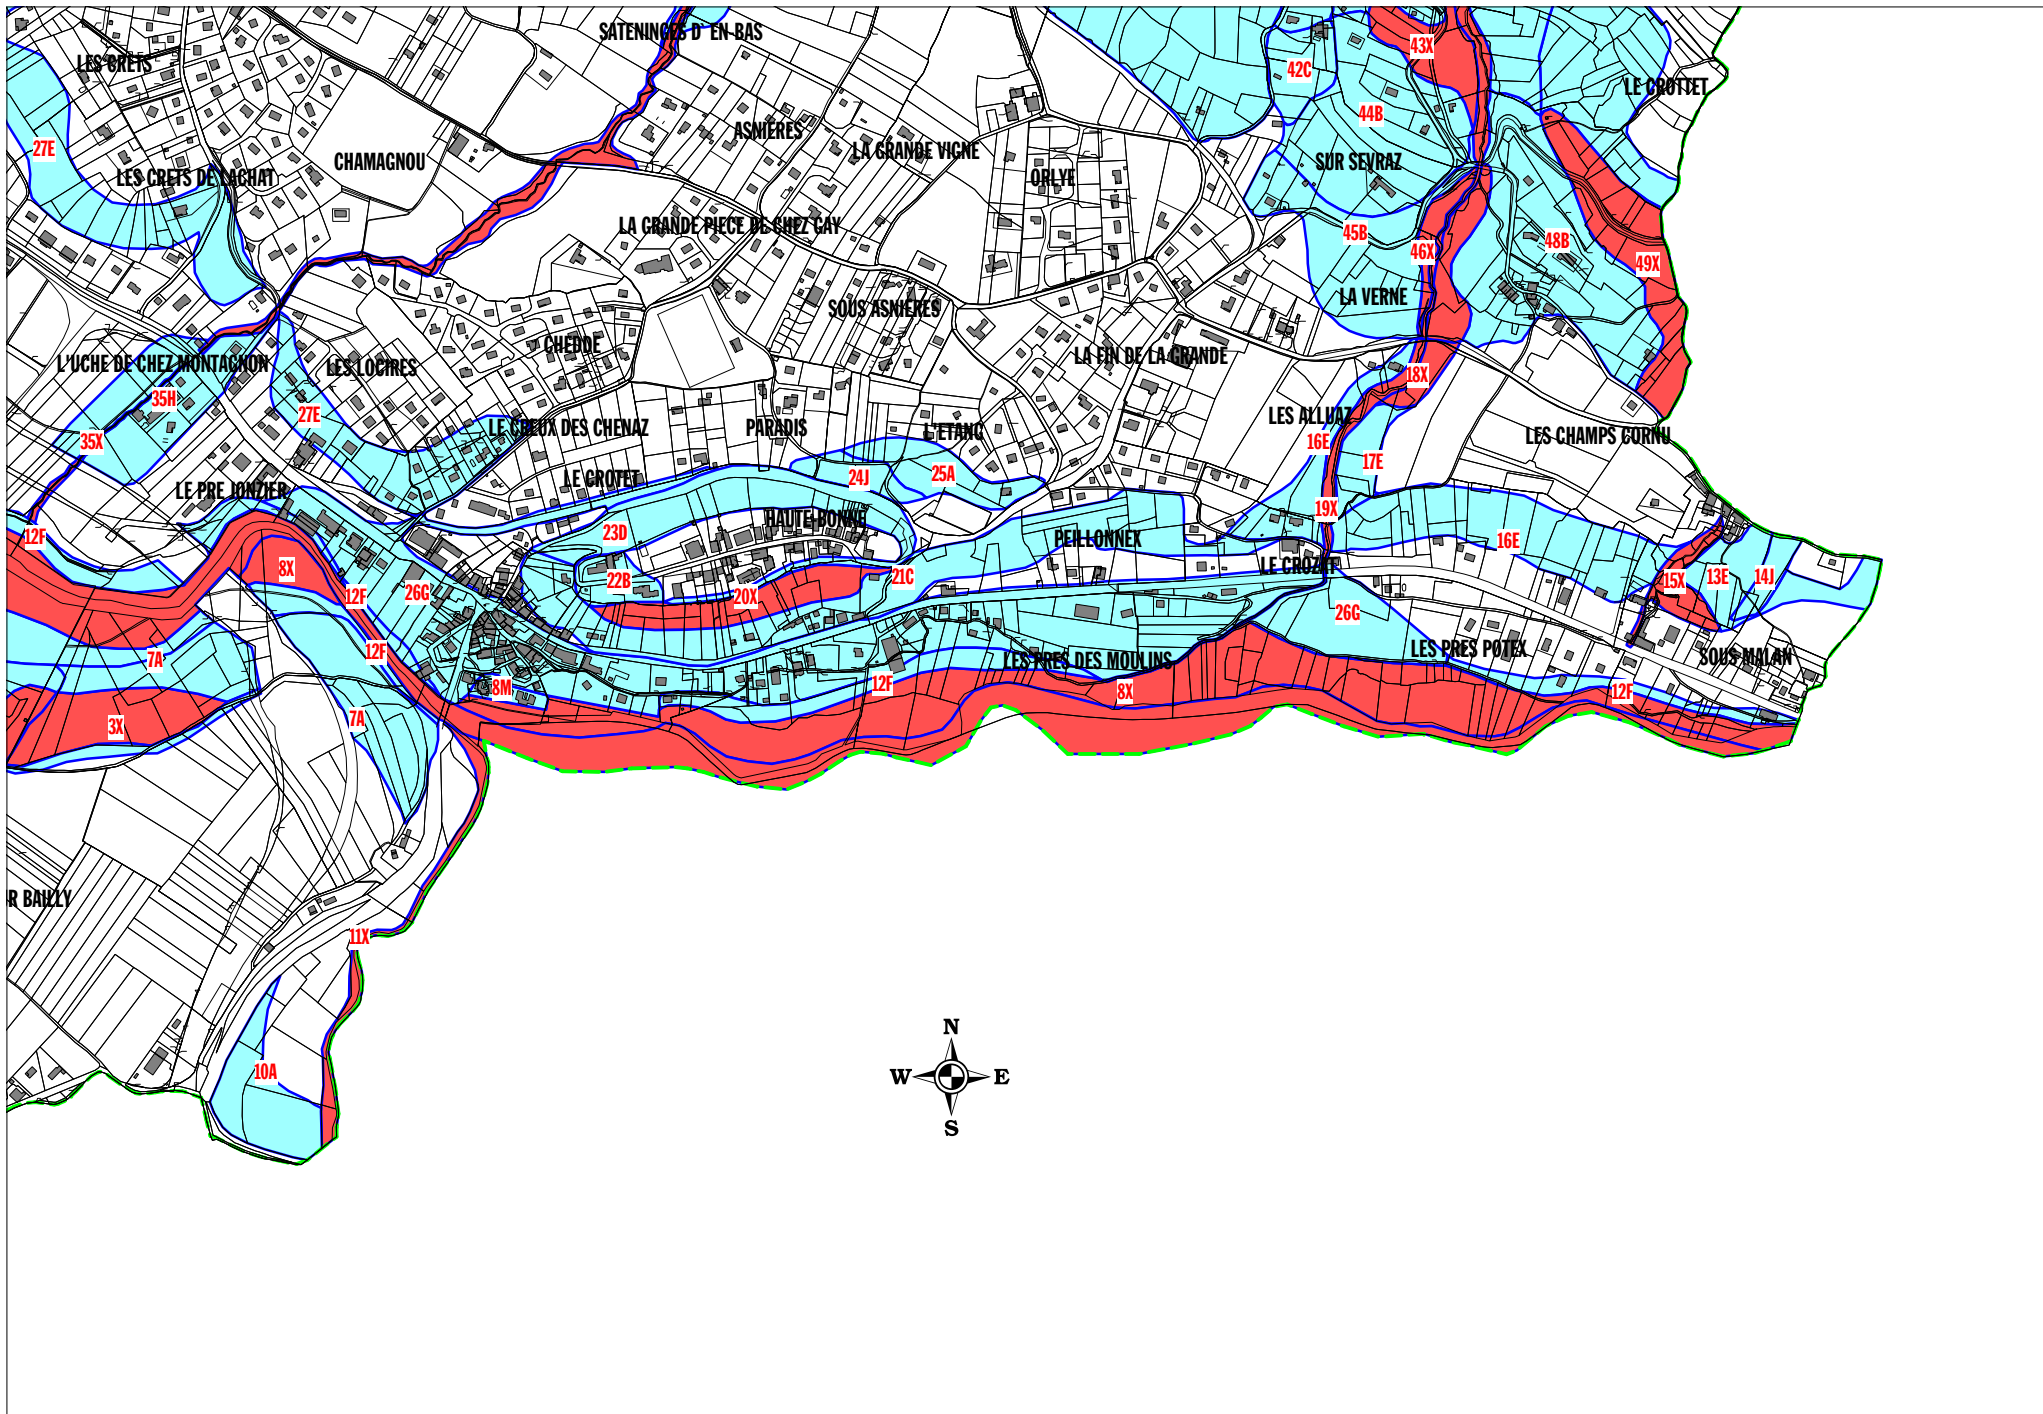 SATENINGES D` EN-BAS
43X
LES CRETS
42C
LE CROTTET
44B
ASNIERES
27E
LA GRANDE VIGNE
CHAMAGNOU
SUR SEVRAZ
LES CRETS DE LACHAT
ORLYE
LA GRANDE PIECE DE CHEZ GAY
45B
48B
46X
49X
LA VERNE
SOUS ASNIERES
CHEDDE
LA FIN DE LA GRANDE
L'UCHE DE CHEZ MONTAGNON
LES LOCIRES
18X
35H
27E
LES ALLUAZ
LE CREUX DES CHENAZ
PARADIS
L'ETANG
LES CHAMPS CORNU
35X
16E
17E
25A
24J
LE CROTET
LE PRE JONZIER
19X
HAUTE-BONNE
23D
12F
PEILLONNEX
16E
LE CROZET
8X
22B
21C
15X
13E
14J
26G
12F
20X
26G
12F
LES PRES POTEX
7A
LES PRES DES MOULINS
SOUS MALAN
8M
12F
8X
12F
7A
3X
R BAILLY
11X
10A
N
W E
S